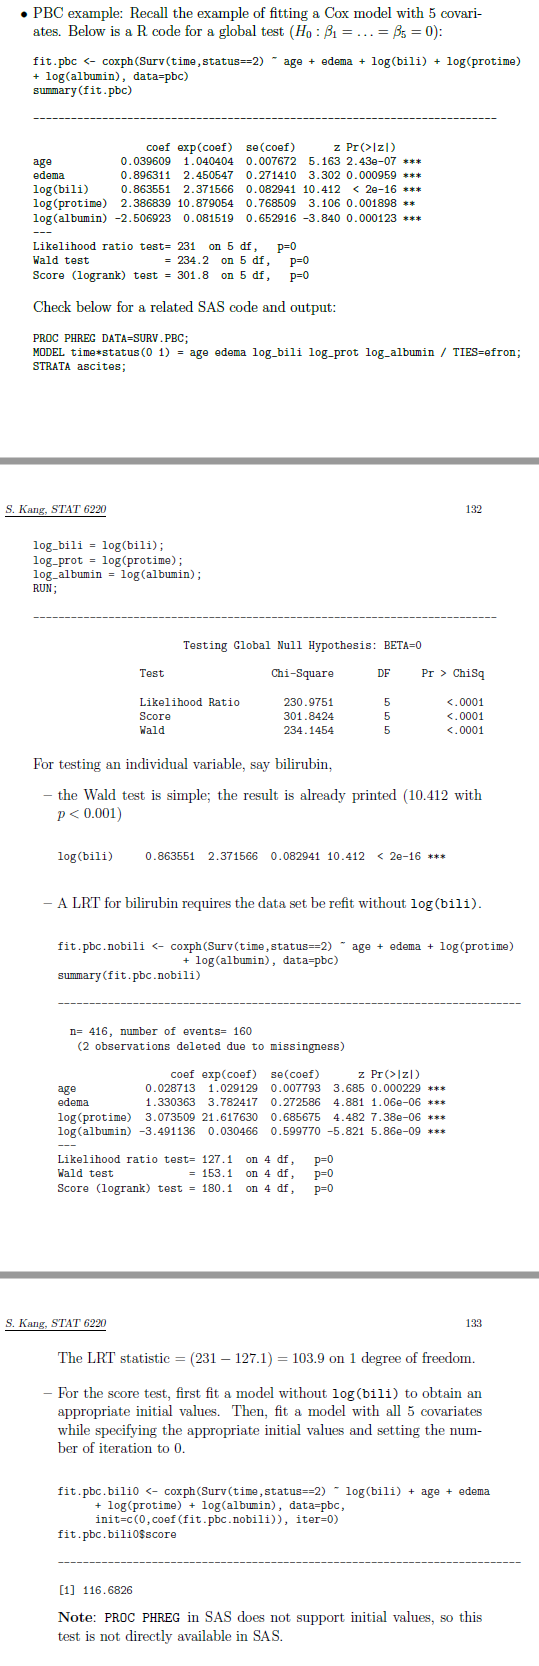 • PBC example: Recall the example of fitting a Cox model with 5 covari-
ates. Below is a R code for a global test (H₀ : β₁ = … = β₅ = 0):
fit.pbc <- coxph(Surv(time,status==2) ~ age + edema + log(bili) + log(protime)
+ log(albumin), data=pbc)
summary(fit.pbc)
--------------------------------------------------------------------------
coef exp(coef) se(coef) z Pr(>|z|)
age 0.039609 1.040404 0.007672 5.163 2.43e-07 ***
edema 0.896311 2.450547 0.271410 3.302 0.000959 ***
log(bili) 0.863551 2.371566 0.082941 10.412 < 2e-16 ***
log(protime) 2.386839 10.879054 0.768509 3.106 0.001898 **
log(albumin) -2.506923 0.081519 0.652916 -3.840 0.000123 ***
---
Likelihood ratio test= 231 on 5 df, p=0
Wald test = 234.2 on 5 df, p=0
Score (logrank) test = 301.8 on 5 df, p=0
Check below for a related SAS code and output:
PROC PHREG DATA=SURV.PBC;
MODEL time*status(0 1) = age edema log_bili log_prot log_albumin / TIES=efron;
STRATA ascites;
S. Kang, STAT 6220 132
log_bili = log(bili);
log_prot = log(protime);
log_albumin = log(albumin);
RUN;
--------------------------------------------------------------------------
Testing Global Null Hypothesis: BETA=0
Test Chi-Square DF Pr > ChiSq
Likelihood Ratio 230.9751 5 <.0001
Score 301.8424 5 <.0001
Wald 234.1454 5 <.0001
For testing an individual variable, say bilirubin,
– the Wald test is simple; the result is already printed (10.412 with
p < 0.001)
log(bili) 0.863551 2.371566 0.082941 10.412 < 2e-16 ***
– A LRT for bilirubin requires the data set be refit without log(bili).
fit.pbc.nobili <- coxph(Surv(time,status==2) ~ age + edema + log(protime)
+ log(albumin), data=pbc)
summary(fit.pbc.nobili)
--------------------------------------------------------------------------
n= 416, number of events= 160
(2 observations deleted due to missingness)
coef exp(coef) se(coef) z Pr(>|z|)
age 0.028713 1.029129 0.007793 3.685 0.000229 ***
edema 1.330363 3.782417 0.272586 4.881 1.06e-06 ***
log(protime) 3.073509 21.617630 0.685675 4.482 7.38e-06 ***
log(albumin) -3.491136 0.030466 0.599770 -5.821 5.86e-09 ***
---
Likelihood ratio test= 127.1 on 4 df, p=0
Wald test = 153.1 on 4 df, p=0
Score (logrank) test = 180.1 on 4 df, p=0
S. Kang, STAT 6220 133
The LRT statistic = (231 − 127.1) = 103.9 on 1 degree of freedom.
– For the score test, first fit a model without log(bili) to obtain an
appropriate initial values. Then, fit a model with all 5 covariates
while specifying the appropriate initial values and setting the num-
ber of iteration to 0.
fit.pbc.bili0 <- coxph(Surv(time,status==2) ~ log(bili) + age + edema
+ log(protime) + log(albumin), data=pbc,
init=c(0,coef(fit.pbc.nobili)), iter=0)
fit.pbc.bili0$score
--------------------------------------------------------------------------
[1] 116.6826
Note: PROC PHREG in SAS does not support initial values, so this
test is not directly available in SAS.